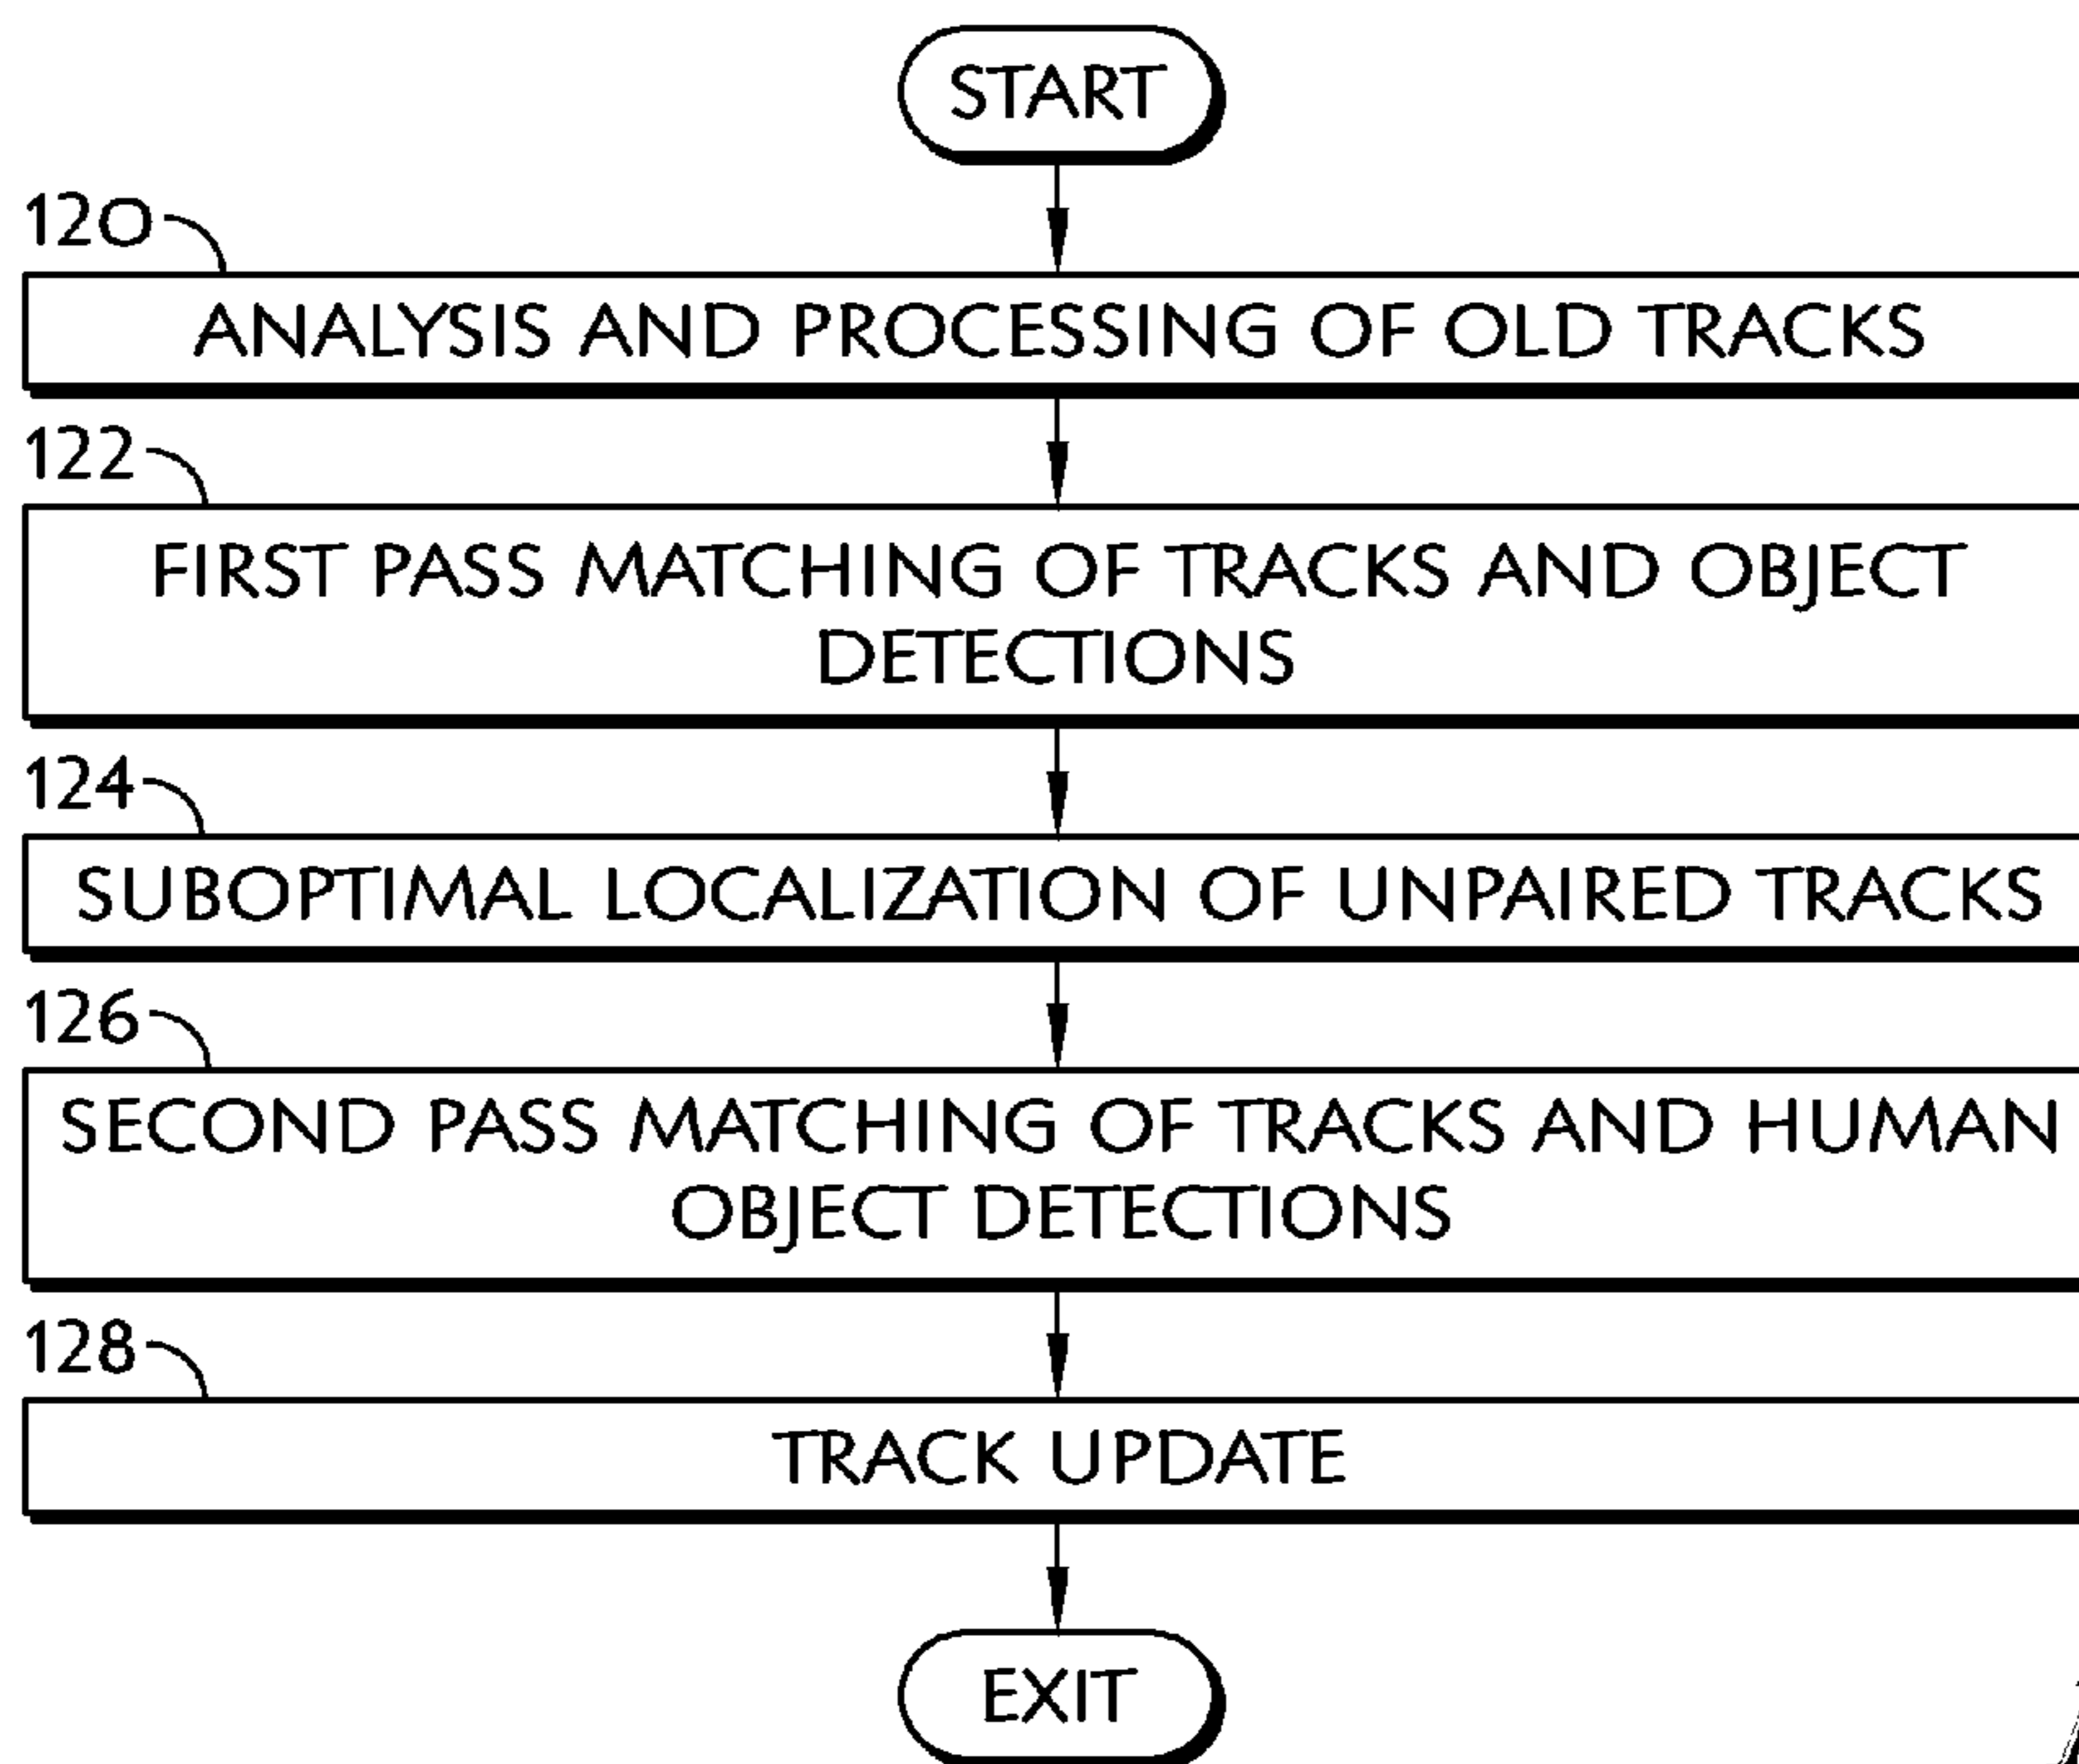 START
120
ANALYSIS AND PROCESSING OF OLD TRACKS
122
FIRST PASS MATCHING OF TRACKS AND OBJECT
DETECTIONS
124
SUBOPTIMAL LOCALIZATION OF UNPAIRED TRACKS
126
SECOND PASS MATCHING OF TRACKS AND HUMAN
OBJECT DETECTIONS
128
TRACK UPDATE
EXIT